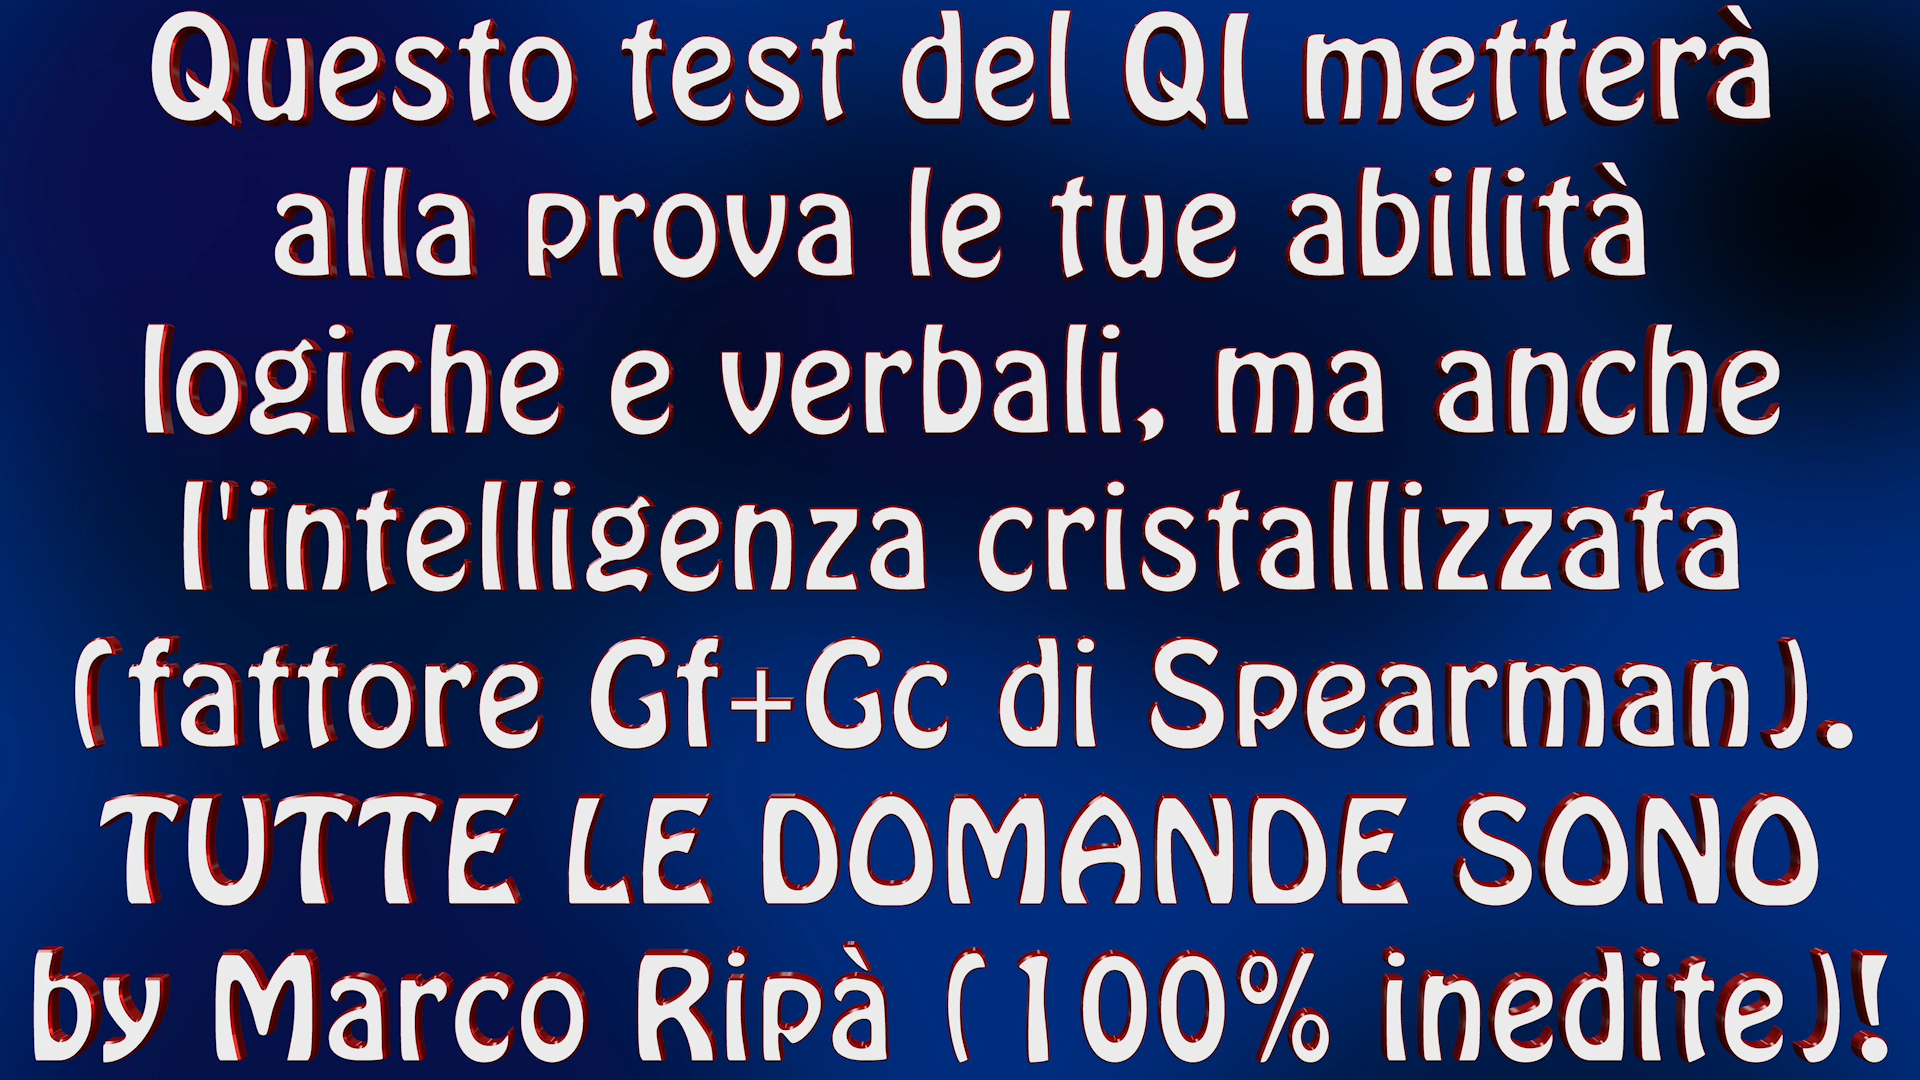 Questo test del QI metterà
alla prova le tue abilità
logiche e verbali, ma anche
l'intelligenza cristallizzata
(fattore Gf+Gc di Spearman).
TUTTE LE DOMANDE SONO
by Marco Ripà (100% inedite)!